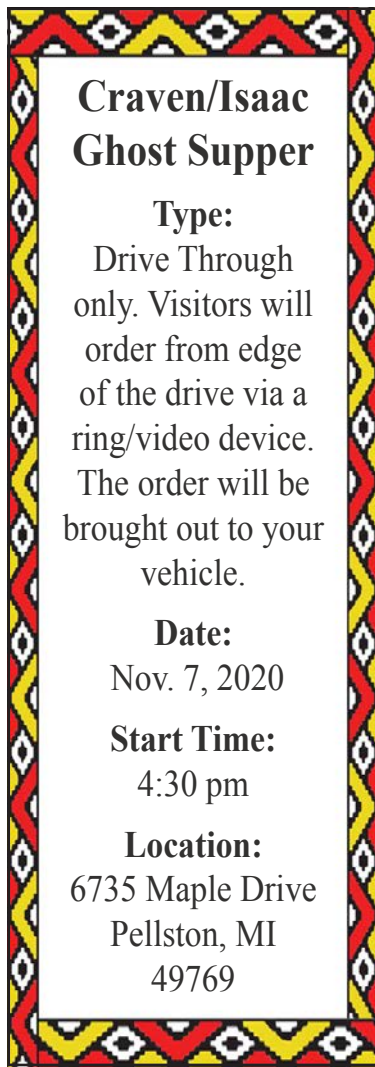 Craven/Isaac
Ghost Supper
Type:
Drive Through
only. Visitors will
order from edge
of the drive via a
ring/video device.
The order will be
brought out to your
vehicle.
Date:
Nov. 7, 2020
Start Time:
4:30 pm
Location:
6735 Maple Drive
Pellston, MI
49769